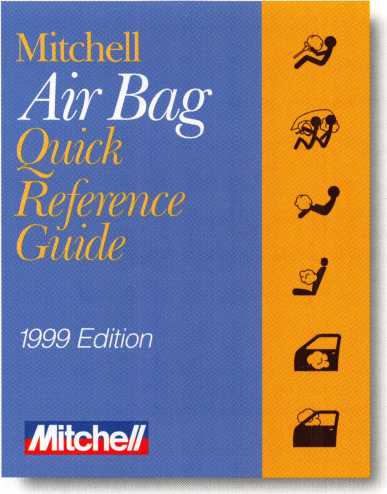 Mitchell
Air Bag
Quick
Reference
Guide
1999 Edition
Mitchell